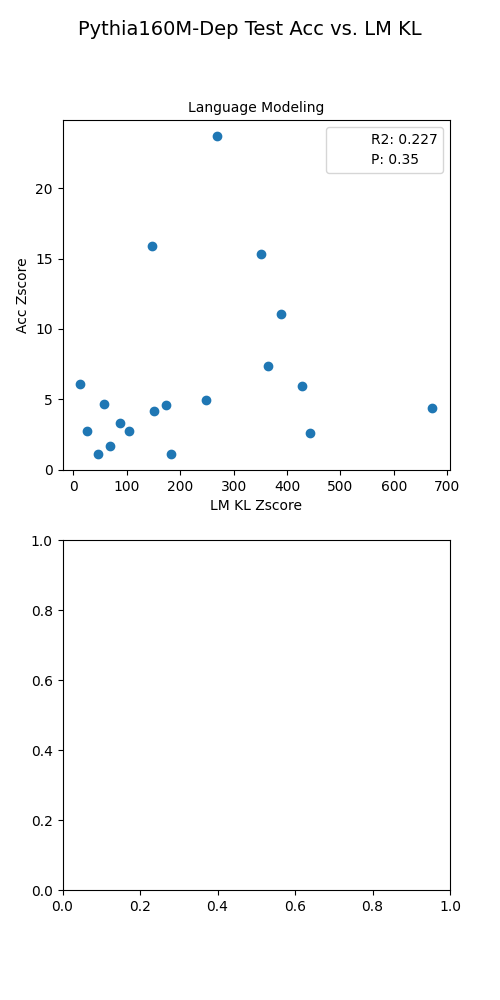 Pythia160M-Dep Test Acc vs. LM KL
Language Modeling
R2: 0.227
P: 0.35
Acc Zscore
20
15
10
5
0
0 100 200 300 400 500 600 700
LM KL Zscore
1.0
0.8
0.6
0.4
0.2
0.0
0.0 0.2 0.4 0.6 0.8 1.0